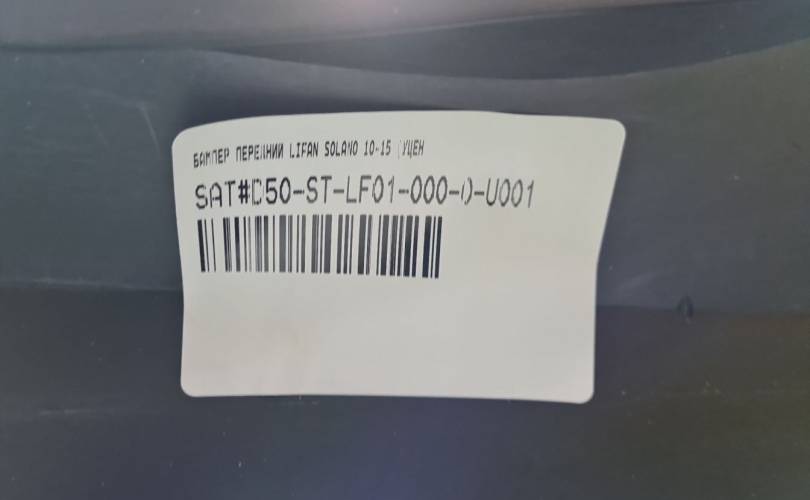 БАМПЕР ПЕРЕДНИЙ LIFAN SOLANO 10-15 (УЦЕН
SAT#D50-ST-LF01-000-0-U001